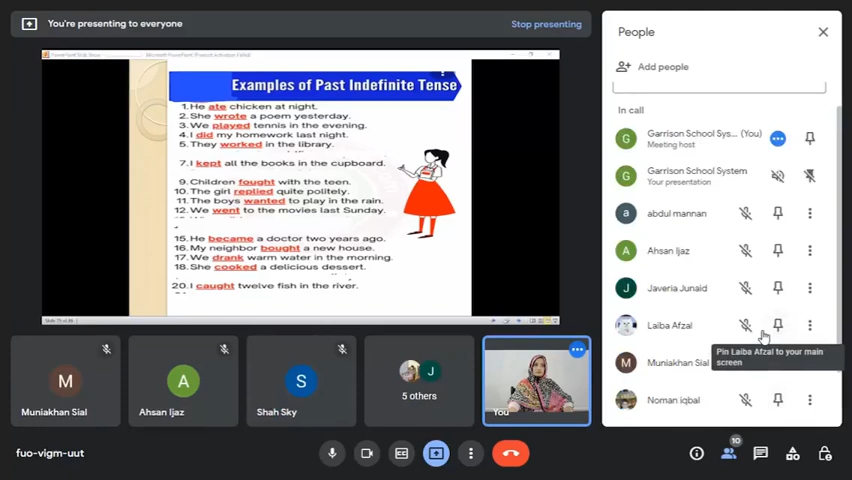 You're presenting to everyone
Stop presenting
Examples of Past Indefinite Tense
1. He ate chicken at night.
2. She wrote a poem yesterday.
3. We played tennis in the evening.
4. I did my homework last night.
5. They worked in the library.
7. I kept all the books in the cupboard.
9. Children fought with the teen.
10. The girl replied quite politely.
11. The boys wanted to play in the rain.
12. We went to the movies last Sunday.
15. He became a doctor two years ago.
16. My neighbor bought a new house.
17. We drank warm water in the morning.
18. She cooked a delicious dessert.
20. I caught twelve fish in the river.
M
Muniakhan Sial
A
Ahsan Ijaz
S
Shah Sky
J
5 others
You
fuo-vigm-uut
People
Add people
In call
G
Garrison School Sys... (You)
Meeting host
G
Garrison School System
Your presentation
a
abdul mannan
A
Ahsan Ijaz
J
Javeria Junaid
Laiba Afzal
Pin Laiba Afzal to your main
screen
M
Muniakhan Sial
Noman iqbal
10